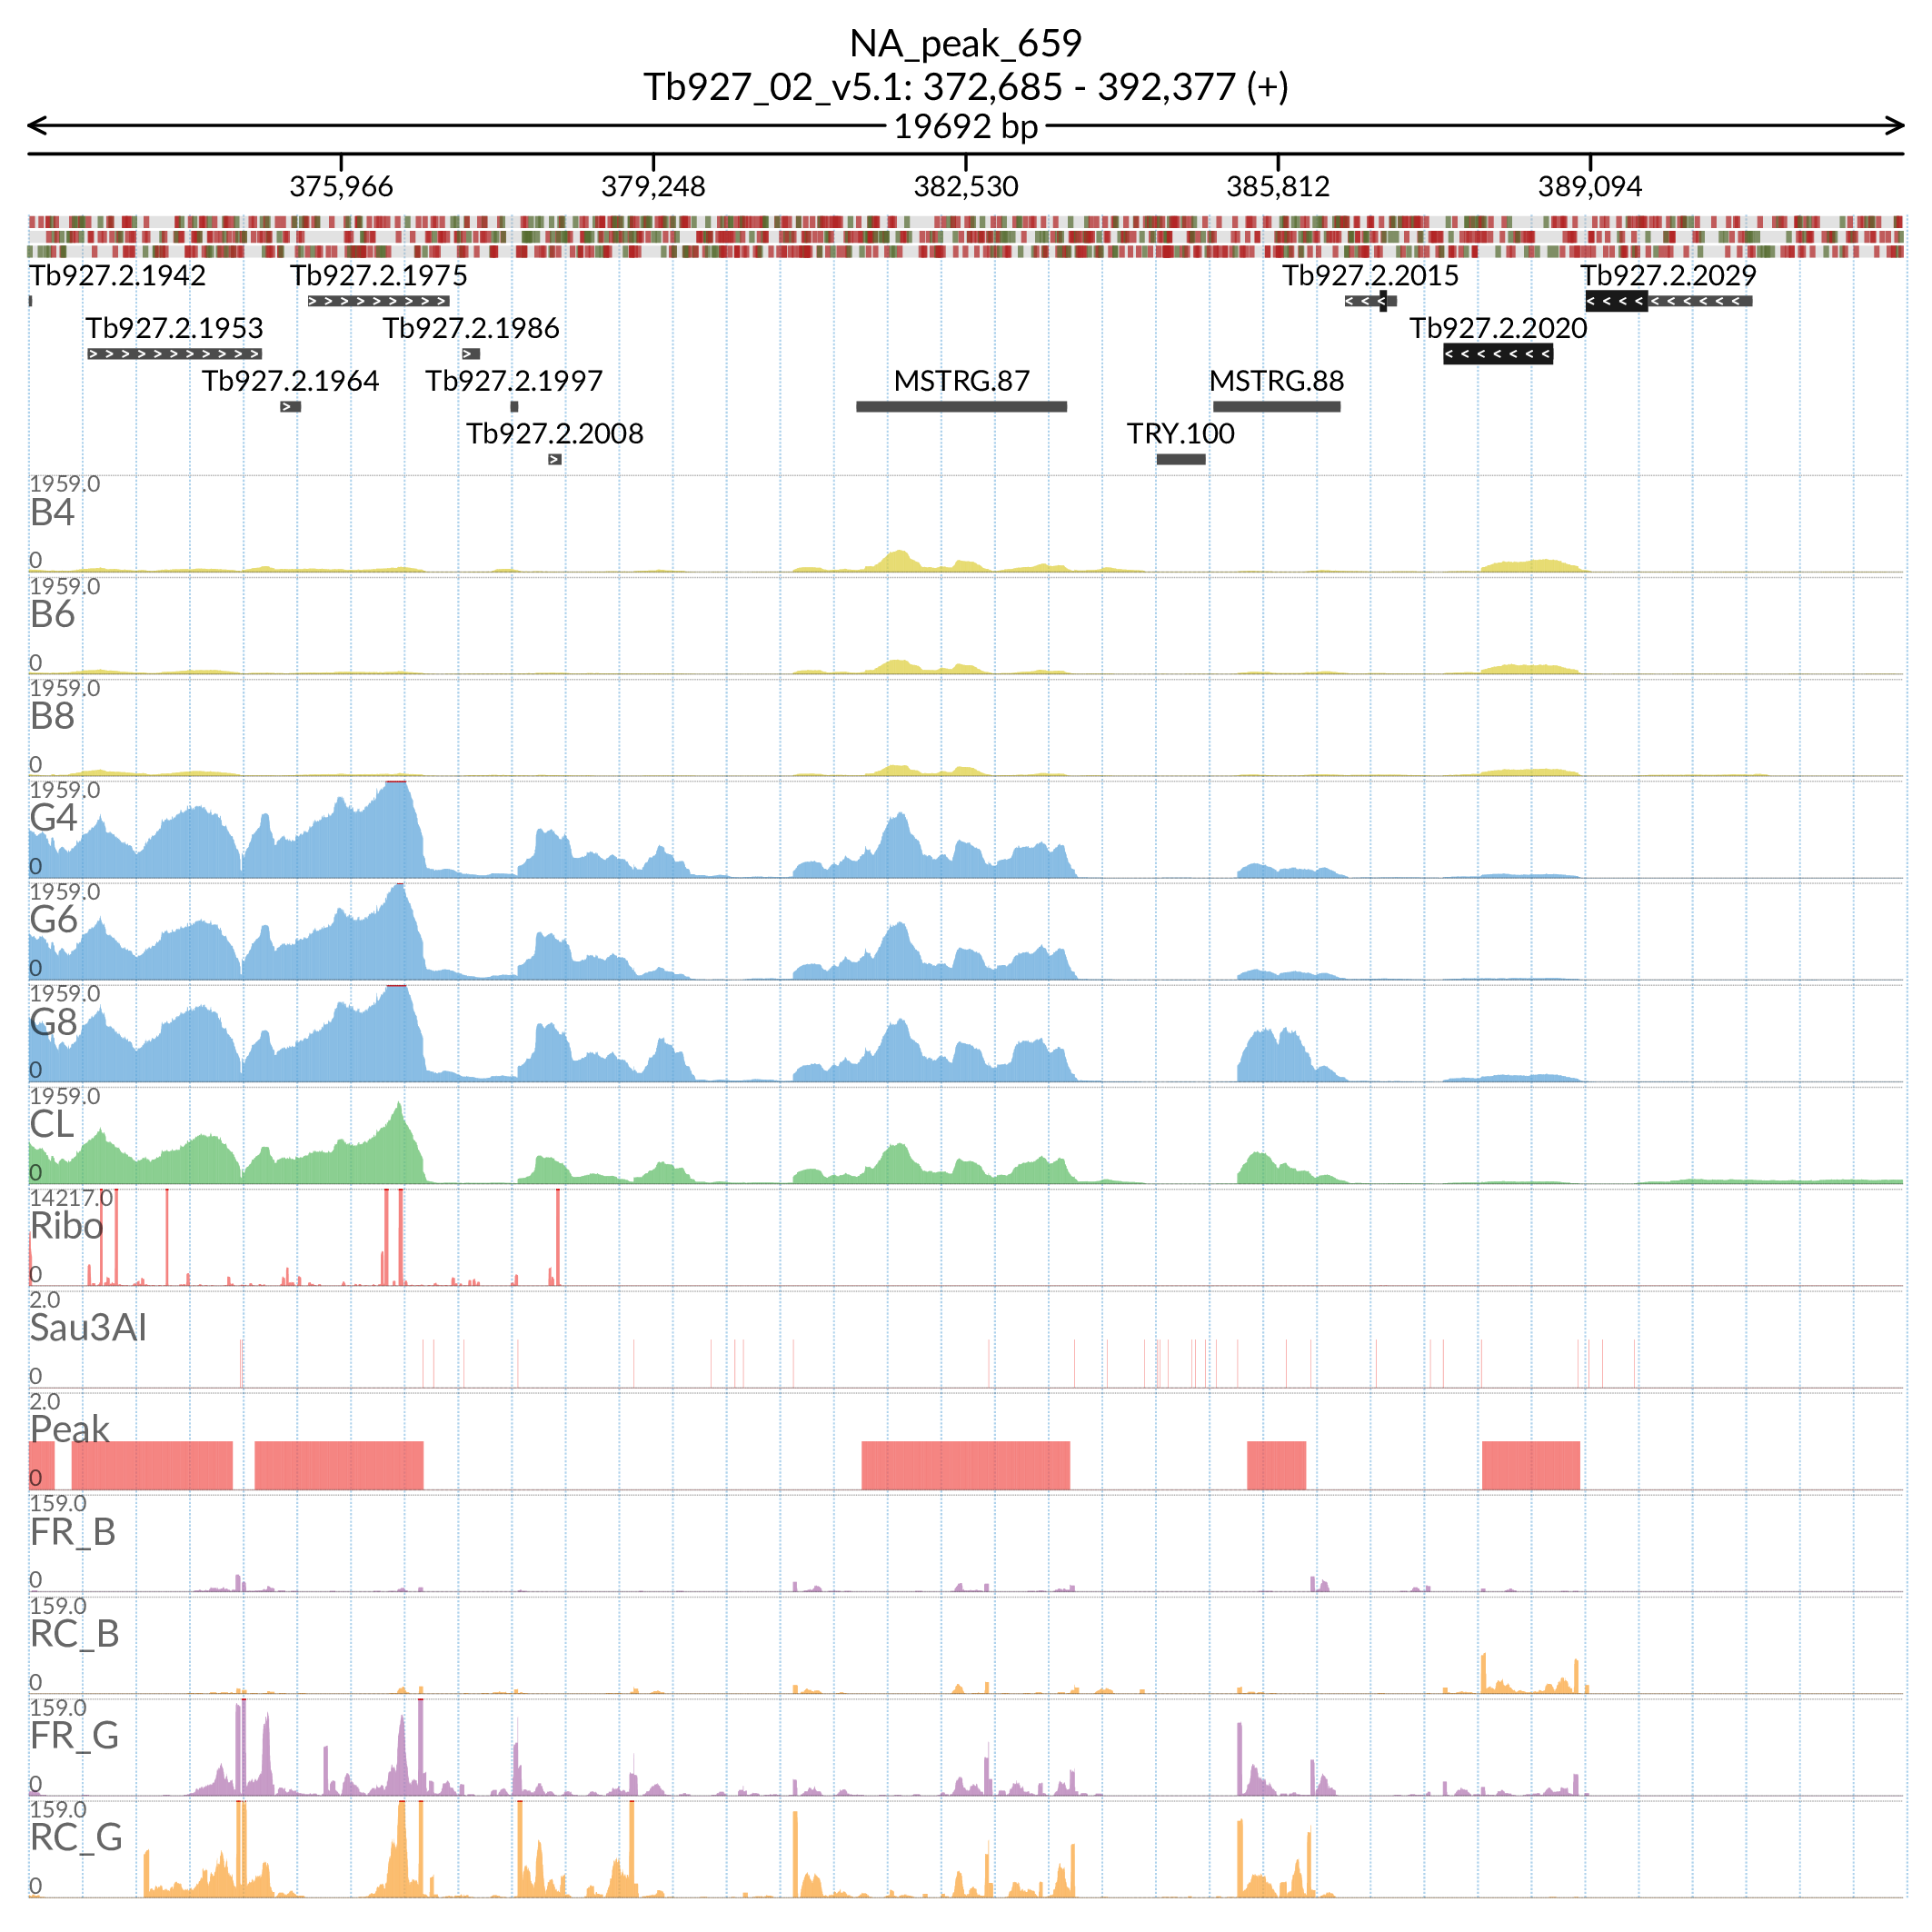 NA_peak_659
Tb927_02_v5.1: 372,685 - 392,377 (+)
19692 bp
375,966 379,248 382,530 385,812 389,094
Tb927.2.1942 Tb927.2.1975 Tb927.2.2015 Tb927.2.2029
Tb927.2.1953 Tb927.2.1986 Tb927.2.2020
Tb927.2.1964 Tb927.2.1997 MSTRG.87 MSTRG.88
Tb927.2.2008 TRY.100
1959.0
B4
0
1959.0
B6
0
1959.0
B8
0
1959.0
G4
0
1959.0
G6
0
1959.0
G8
0
1959.0
CL
0
14217.0
Ribo
0
2.0
Sau3AI
0
2.0
Peak
0
159.0
FR_B
0
159.0
RC_B
0
159.0
FR_G
0
159.0
RC_G
0